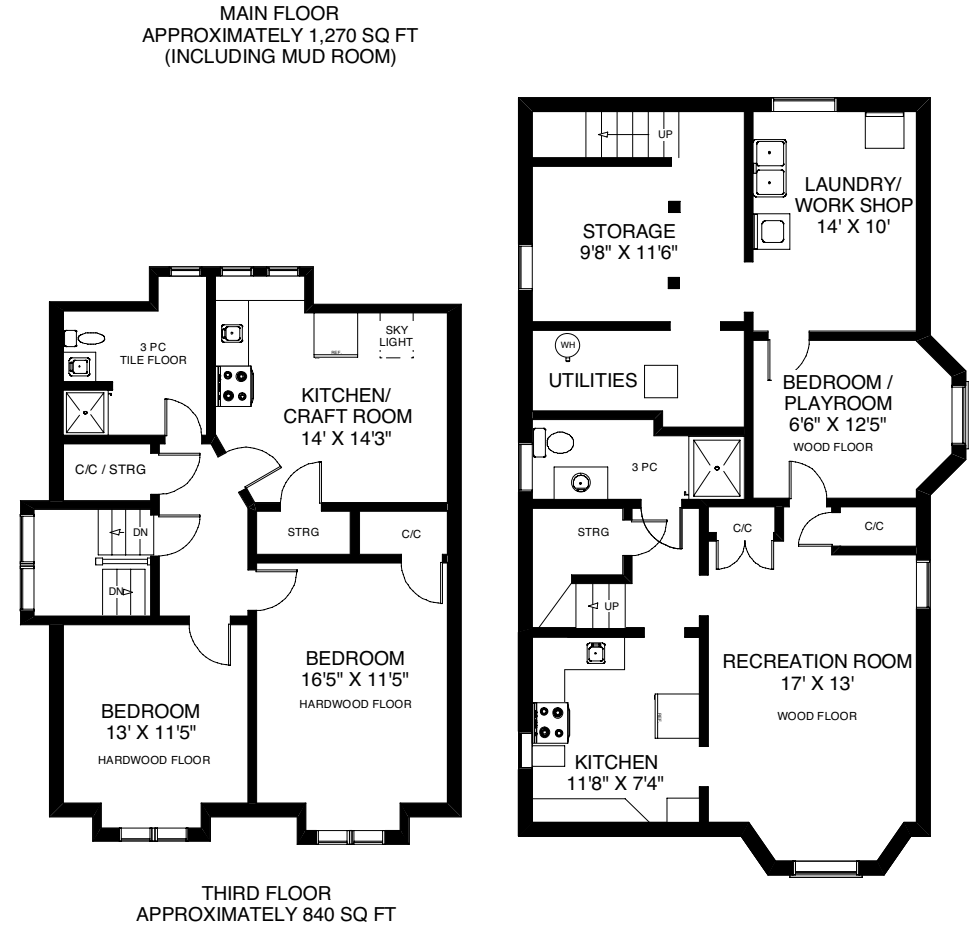 MAIN FLOOR
APPROXIMATELY 1,270 SQ FT
(INCLUDING MUD ROOM)
3 PC
TILE FLOOR
SKY
LIGHT
REF.
KITCHEN/
CRAFT ROOM
14' X 14'3"
C/C / STRG
STRG
C/C
DN
DN
BEDROOM
16'5" X 11'5"
HARDWOOD FLOOR
BEDROOM
13' X 11'5"
HARDWOOD FLOOR
THIRD FLOOR
APPROXIMATELY 840 SQ FT
UP
LAUNDRY/
WORK SHOP
14' X 10'
STORAGE
9'8" X 11'6"
WH
UTILITIES
BEDROOM /
PLAYROOM
6'6" X 12'5"
WOOD FLOOR
3 PC
STRG
C/C
C/C
UP
RECREATION ROOM
17' X 13'
WOOD FLOOR
REF.
KITCHEN
11'8" X 7'4"